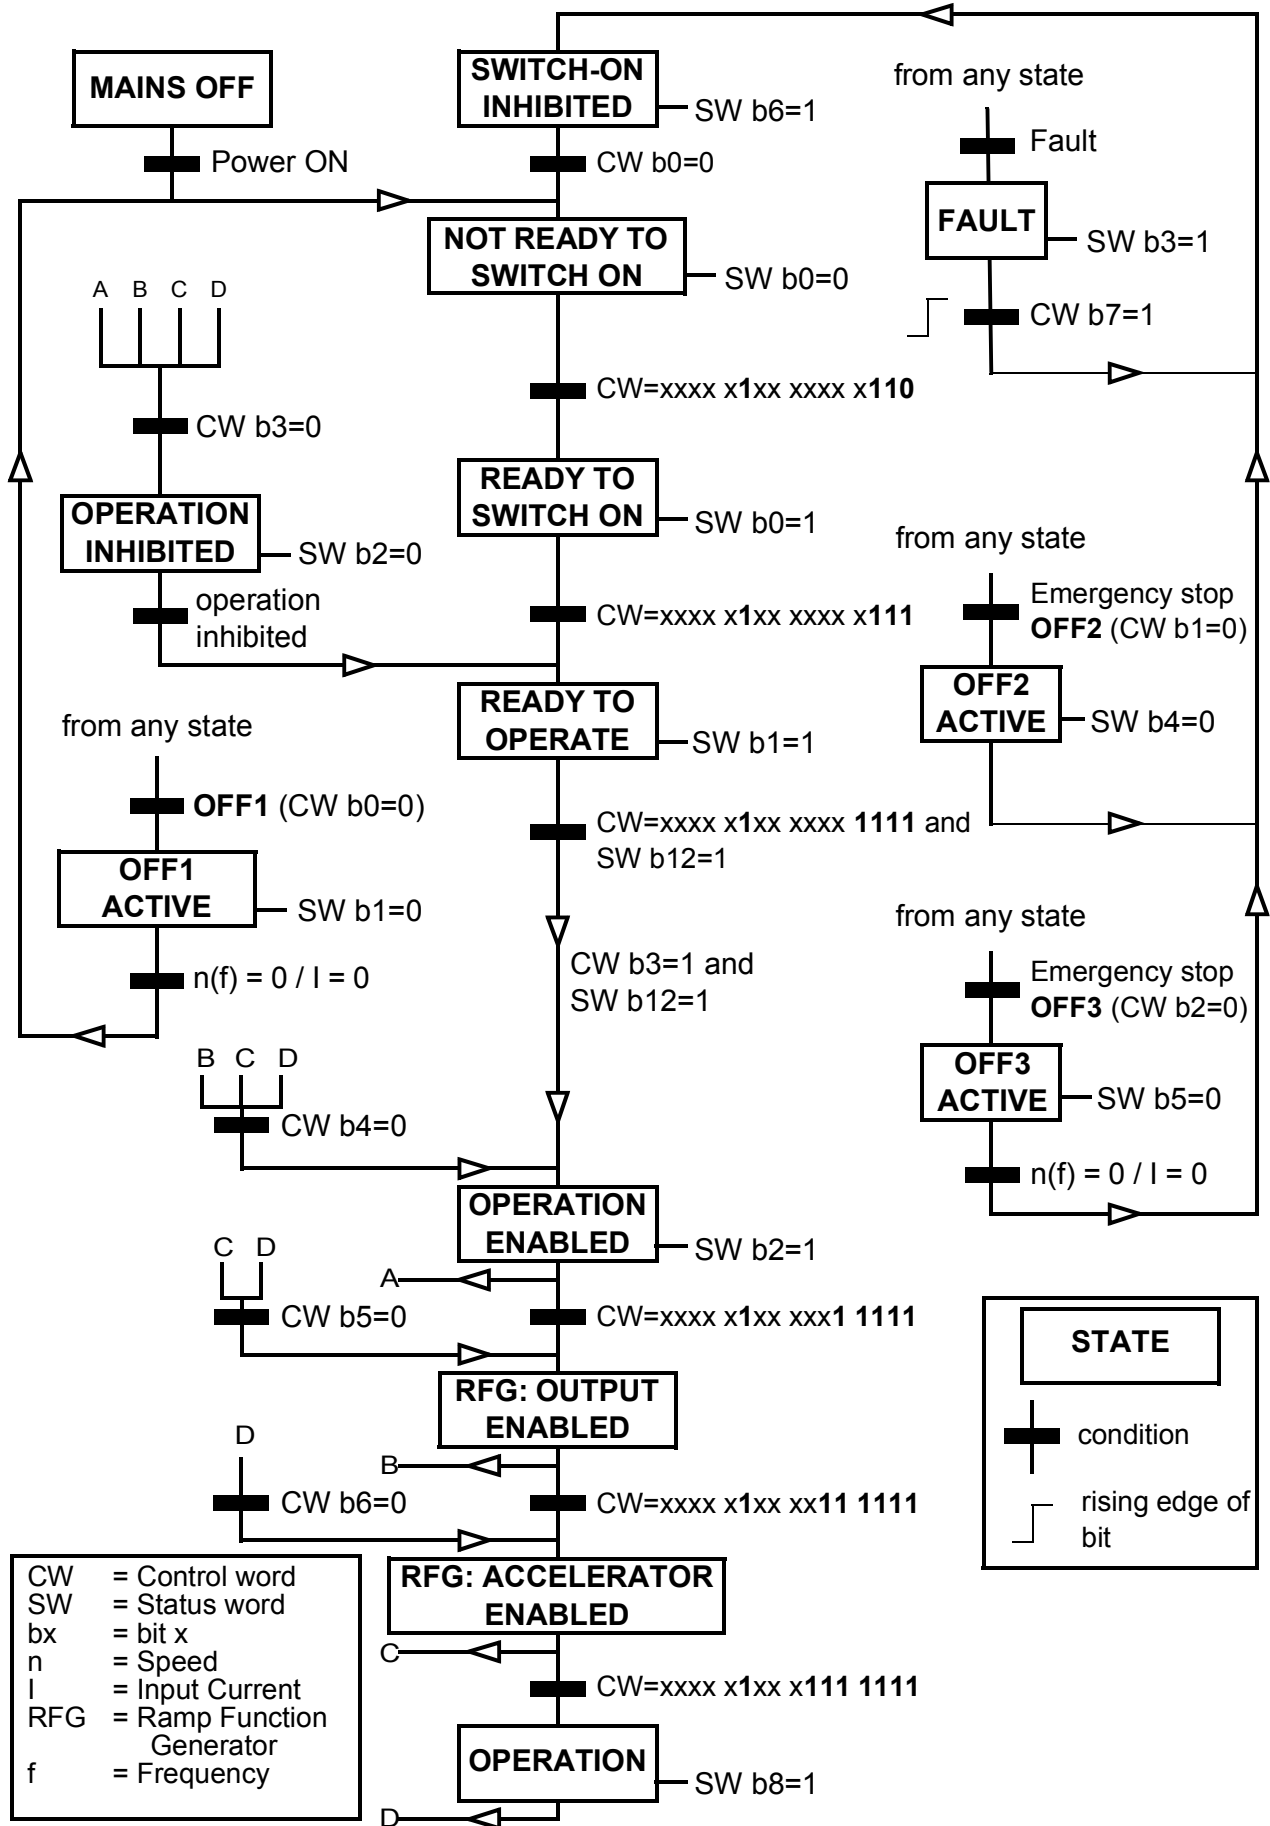 MAINS OFF
Power ON
SWITCH-ON
INHIBITED
SW b6=1
CW b0=0
from any state
Fault
FAULT
SW b3=1
CW b7=1
NOT READY TO
SWITCH ON
SW b0=0
A B C D
CW b3=0
OPERATION
INHIBITED
SW b2=0
operation
inhibited
CW=xxxx x1xx xxxx x110
READY TO
SWITCH ON
SW b0=1
CW=xxxx x1xx xxxx x111
from any state
Emergency stop
OFF2 (CW b1=0)
OFF2
ACTIVE
SW b4=0
READY TO
OPERATE
SW b1=1
from any state
OFF1 (CW b0=0)
OFF1
ACTIVE
SW b1=0
n(f) = 0 / I = 0
CW=xxxx x1xx xxxx 1111 and
SW b12=1
CW b3=1 and
SW b12=1
from any state
Emergency stop
OFF3 (CW b2=0)
OFF3
ACTIVE
SW b5=0
n(f) = 0 / I = 0
B C D
CW b4=0
OPERATION
ENABLED
SW b2=1
A
C D
CW b5=0
CW=xxxx x1xx xxx1 1111
RFG: OUTPUT
ENABLED
B
D
CW b6=0
CW=xxxx x1xx xx11 1111
RFG: ACCELERATOR
ENABLED
C
CW=xxxx x1xx x111 1111
OPERATION
SW b8=1
D
STATE
condition
rising edge of
bit
CW = Control word
SW = Status word
bx = bit x
n = Speed
I = Input Current
RFG = Ramp Function
Generator
f = Frequency